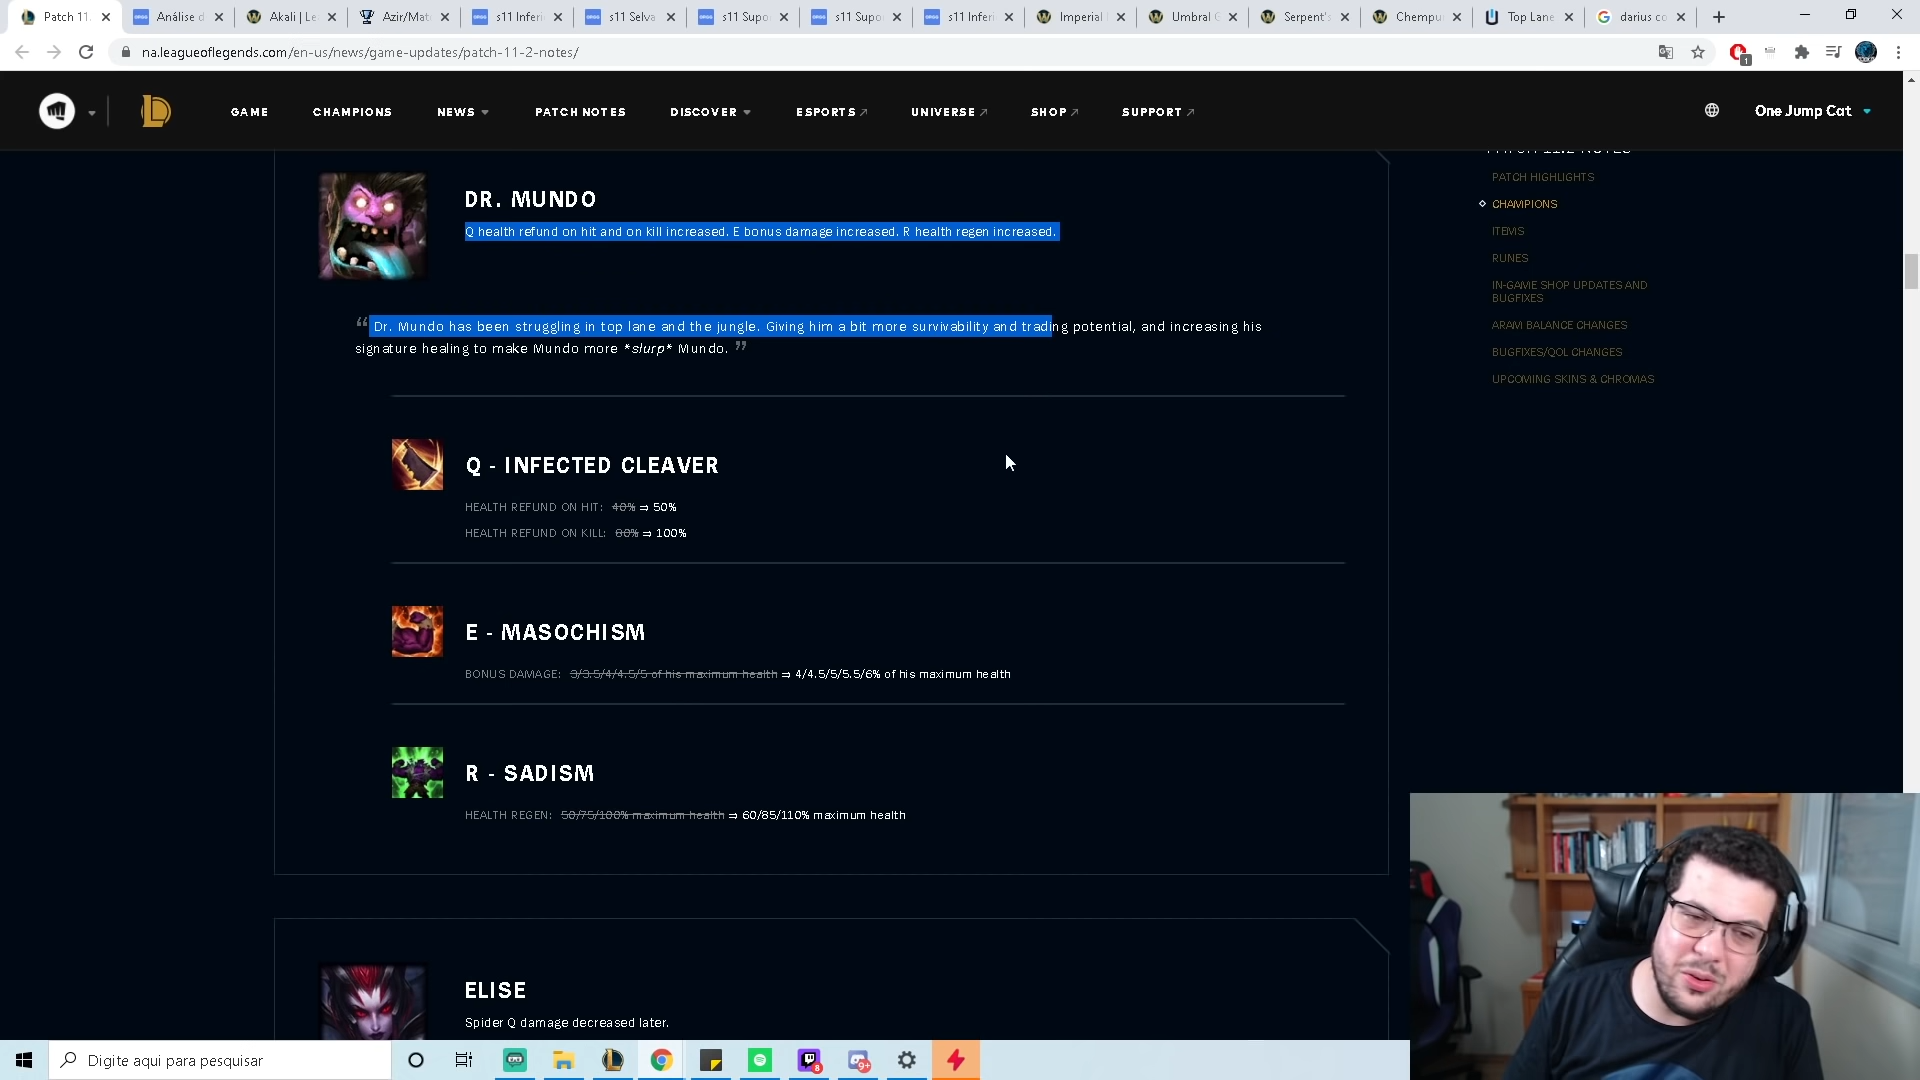 Patch 11.
Análise d
Akali | Le
Azir/Mat
s11 Inferi
s11 Selva
s11 Supo
s11 Supo
s11 Inferi
Imperial
Umbral G
Serpent's
Chempu
Top Lane
darius co
na.leagueoflegends.com/en-us/news/game-updates/patch-11-2-notes/
1
GAME
CHAMPIONS
NEWS
PATCH NOTES
DISCOVER
ESPORTS
UNIVERSE
SHOP
SUPPORT
One Jump Cat
PATCH 11.2 NOTES
PATCH HIGHLIGHTS
CHAMPIONS
ITEMS
RUNES
IN-GAME SHOP UPDATES AND
BUGFIXES
ARAM BALANCE CHANGES
BUGFIXES/QOL CHANGES
UPCOMING SKINS & CHROMAS
DR. MUNDO
Q health refund on hit and on kill increased. E bonus damage increased. R health regen increased.
“ Dr. Mundo has been struggling in top lane and the jungle. Giving him a bit more survivability and trading potential, and increasing his
signature healing to make Mundo more *slurp* Mundo. ”
Q - INFECTED CLEAVER
HEALTH REFUND ON HIT: 40% ⇒ 50%
HEALTH REFUND ON KILL: 80% ⇒ 100%
E - MASOCHISM
BONUS DAMAGE: 3/3.5/4/4.5/5 of his maximum health ⇒ 4/4.5/5/5.5/6% of his maximum health
R - SADISM
HEALTH REGEN: 50/75/100% maximum health ⇒ 60/85/110% maximum health
ELISE
Spider Q damage decreased later.
Digite aqui para pesquisar
8
9+